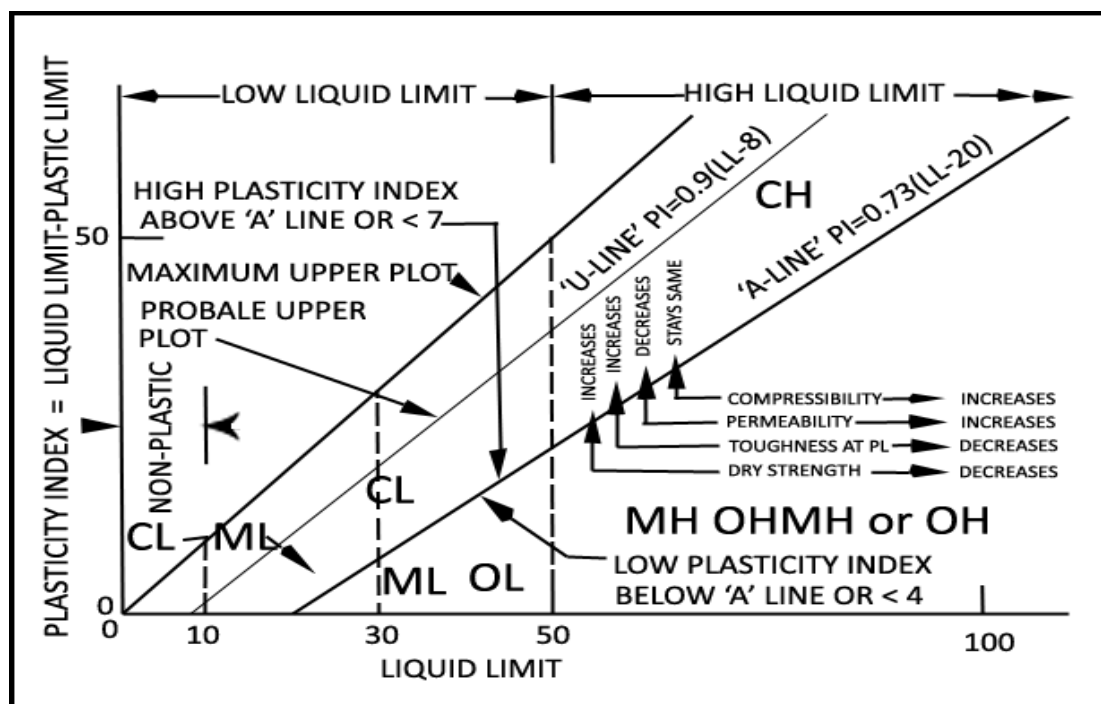 LOW LIQUID LIMIT
HIGH LIQUID LIMIT
PLASTICITY INDEX = LIQUID LIMIT-PLASTIC LIMIT
HIGH PLASTICITY INDEX
ABOVE ‘A’ LINE OR < 7
50
MAXIMUM UPPER PLOT
PROBALE UPPER
PLOT
NON-PLASTIC
‘U-LINE’ PI=0.9(LL-8)
CH
‘A-LINE’ PI=0.73(LL-20)
INCREASES
INCREASES
DECREASES
STAYS SAME
COMPRESSIBILITY INCREASES
PERMEABILITY INCREASES
TOUGHNESS AT PL DECREASES
DRY STRENGTH DECREASES
CL
CL ML
MH OHMH or OH
ML OL
LOW PLASTICITY INDEX
BELOW ‘A’ LINE OR < 4
0
0 10 30 50 100
LIQUID LIMIT